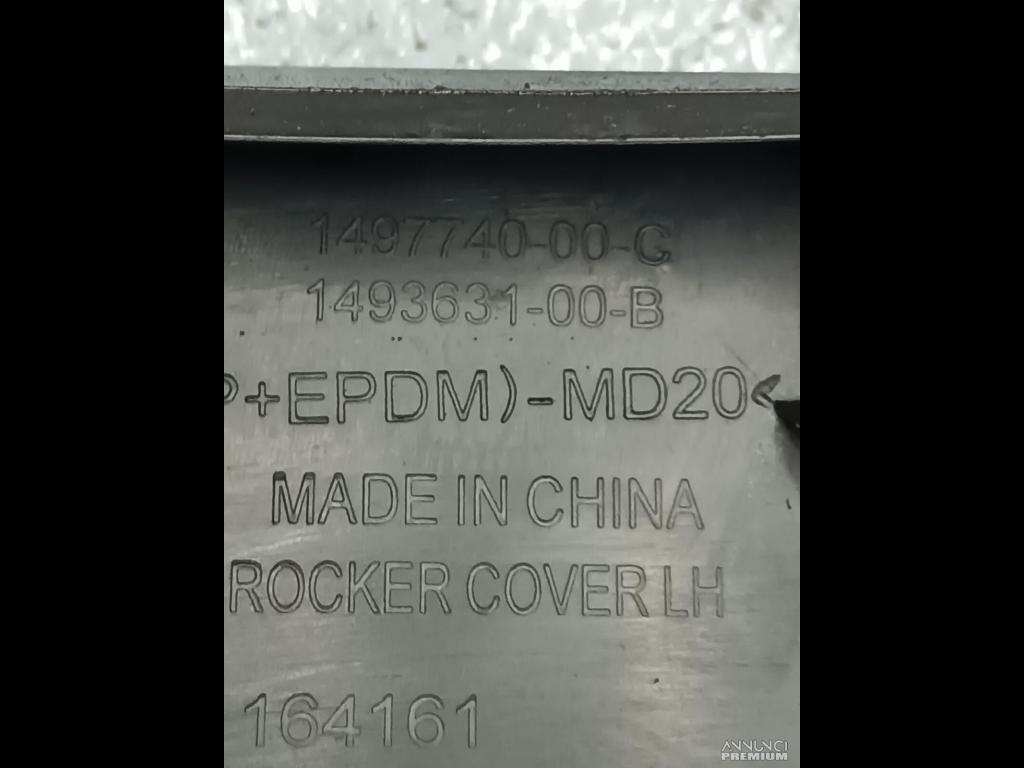 1497740-00-G
1493631-00-B
P+EPDM)-MD20<
MADE IN CHINA
ROCKER COVER LH
164161
ANNUNCI
PREMIUM